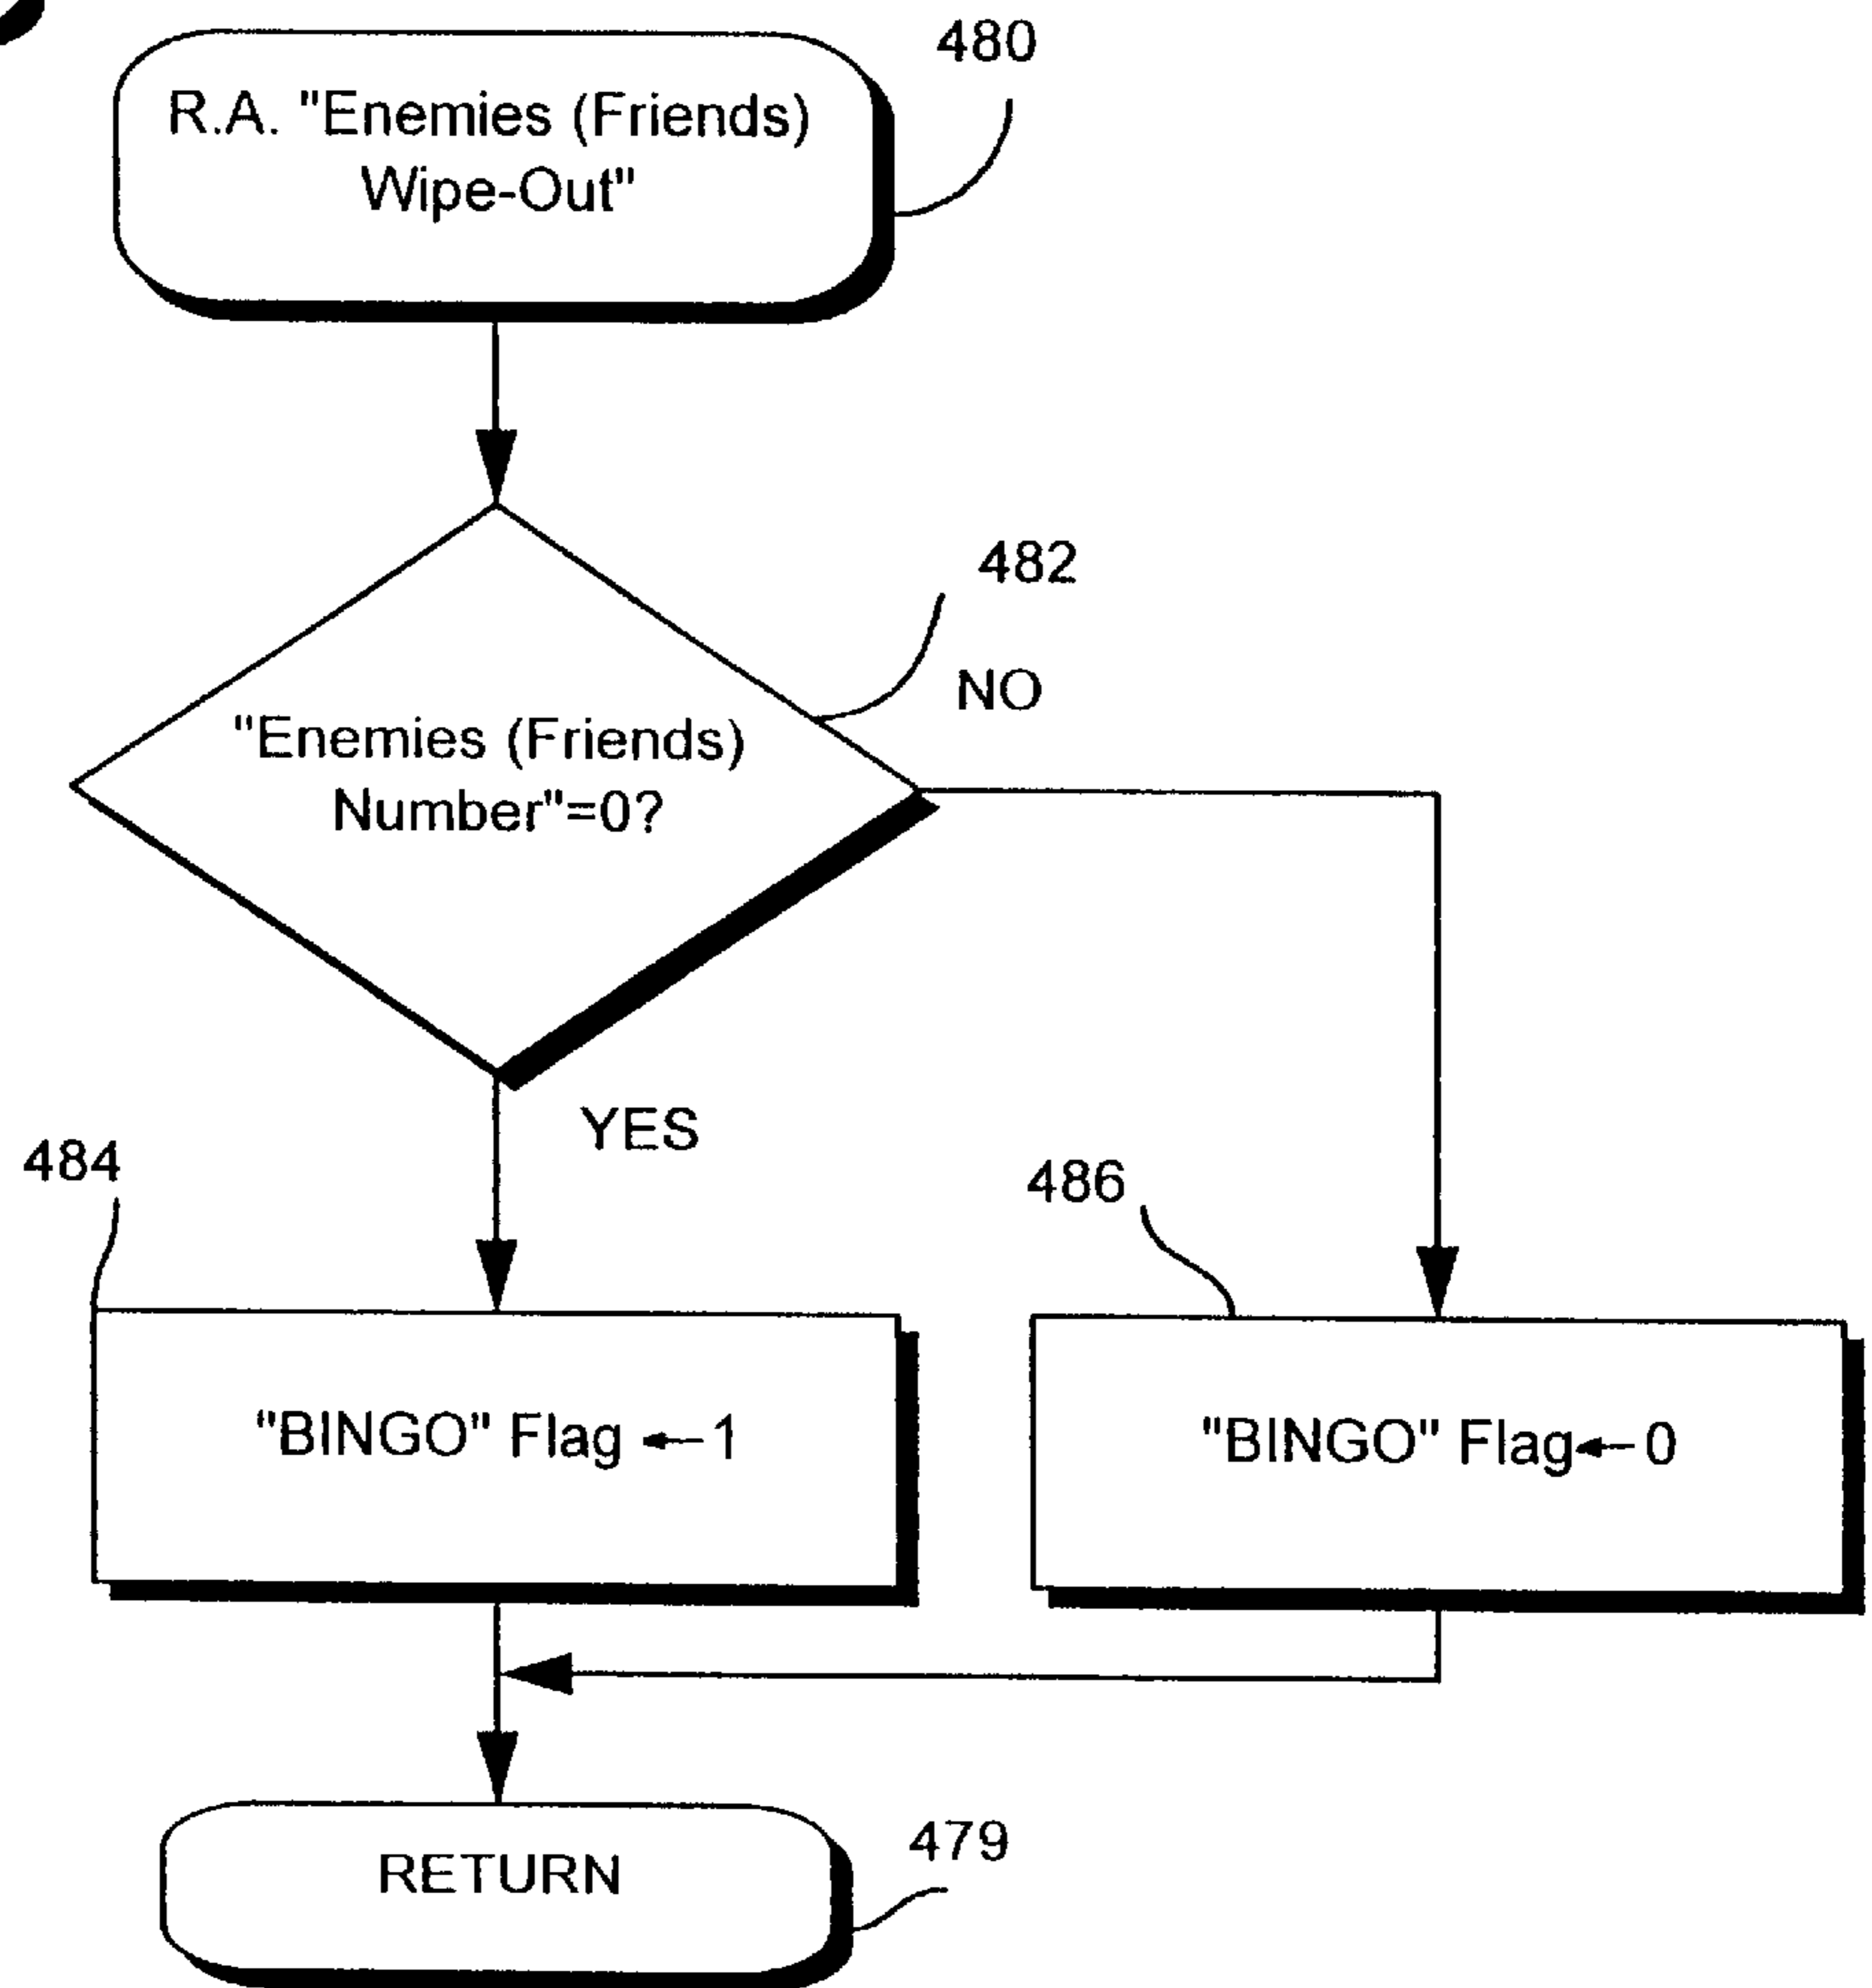 480
R.A. "Enemies (Friends)
Wipe-Out"
482
NO
"Enemies (Friends)
Number"=0?
YES
484
486
"BINGO" Flag ←1
"BINGO" Flag←0
479
RETURN